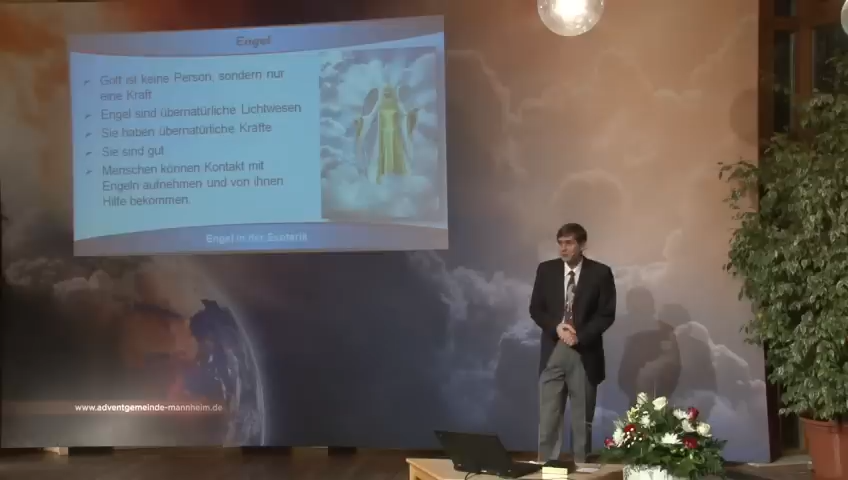 Engel
Gott ist keine Person, sondern nur
eine Kraft
Engel sind übernatürliche Lichtwesen
Sie haben übernatürliche Kräfte
Sie sind gut
Menschen können Kontakt mit
Engeln aufnehmen und von ihnen
Hilfe bekommen.
Engel in der Esoterik
www.adventgemeinde-mannheim.de